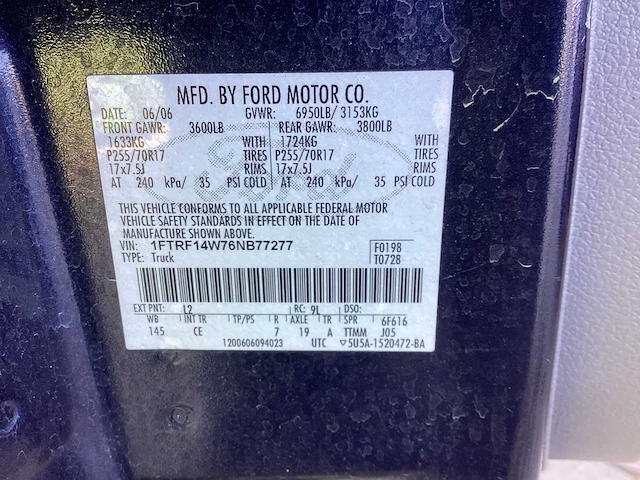 MFD. BY FORD MOTOR CO.
DATE: 06/06 GVWR: 6950LB/ 3153KG
FRONT GAWR: 3600LB REAR GAWR: 3800LB
1633KG WITH 1724KG WITH
P255/70R17 TIRES P255/70R17 TIRES
17x7.5J RIMS 17x7.5J RIMS
AT 240 kPa/ 35 PSI COLD AT 240 kPa/ 35 PSI COLD
Ford
THIS VEHICLE CONFORMS TO ALL APPLICABLE FEDERAL MOTOR
VEHICLE SAFETY STANDARDS IN EFFECT ON THE DATE OF
MANUFACTURE SHOWN ABOVE.
VIN: 1FTRF14W76NB77277 F0198
TYPE: Truck T0728
EXT PNT: L2 RC: 9L DSO:
WB INT TR TP/PS R AXLE TR SPR 6F616
145 CE 7 19 A TTMM J05
1200606094023 UTC ▽5U5A-1520472-BA